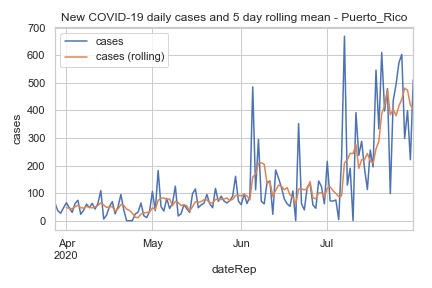 New COVID-19 daily cases and 5 day rolling mean - Puerto_Rico
700
600
500
400
300
200
100
0
cases
cases
cases (rolling)
Apr
2020
May
Jun
Jul
dateRep